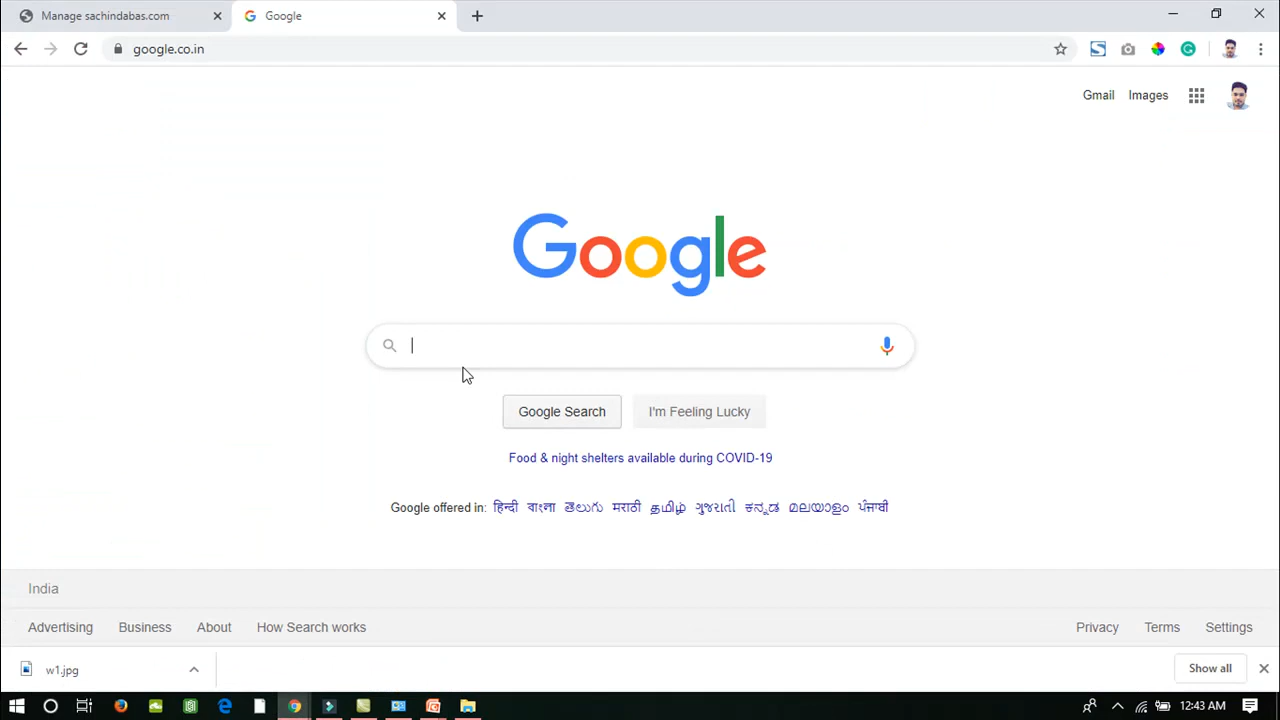 Manage sachindabas.com
Google
google.co.in
Gmail Images
Google
Google Search I'm Feeling Lucky
Food & night shelters available during COVID-19
Google offered in: हिन्दी বাংলা తెలుగు मराठी தமிழ் ગુજરાતી ಕನ್ನಡ മലയാളം ਪੰਜਾਬੀ
India
Advertising Business About How Search works Privacy Terms Settings
w1.jpg Show all
12:43 AM